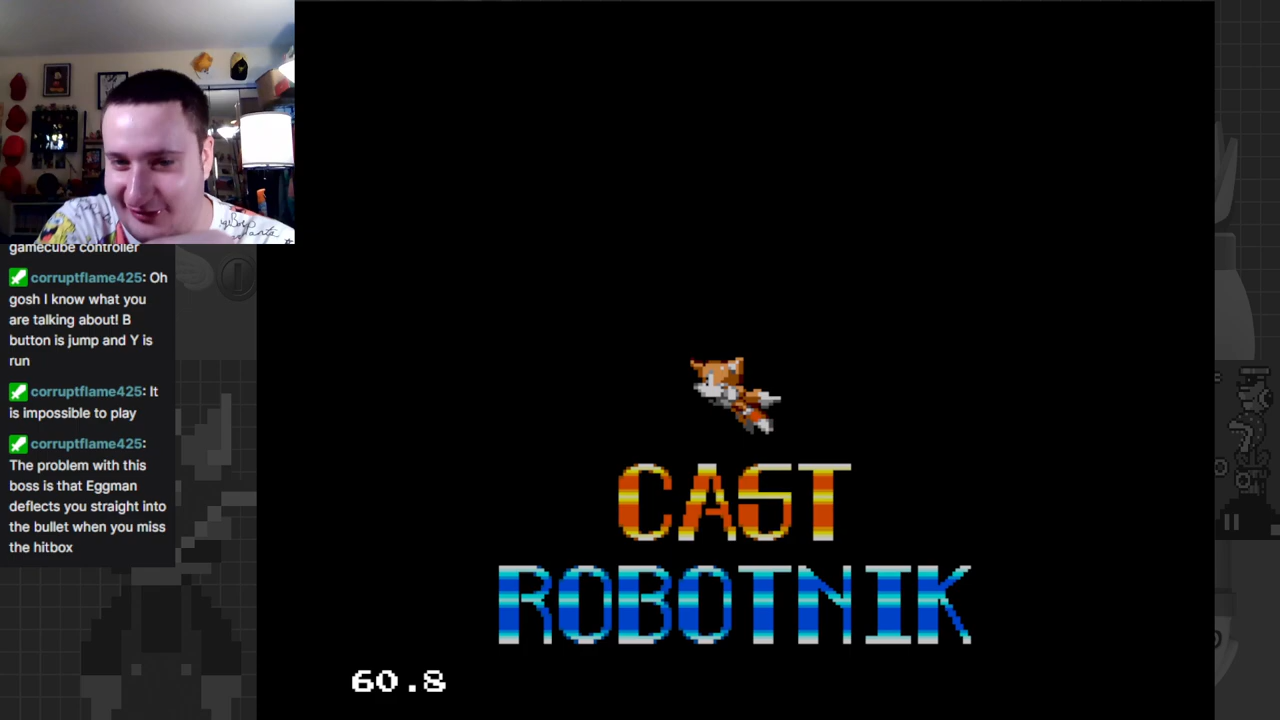 gamecube controller
corruptflame425: Oh
gosh I know what you
are talking about! B
button is jump and Y is
run
corruptflame425: It
is impossible to play
corruptflame425:
The problem with this
boss is that Eggman
deflects you straight into
the bullet when you miss
the hitbox
CAST
ROBOTNIK
60.8